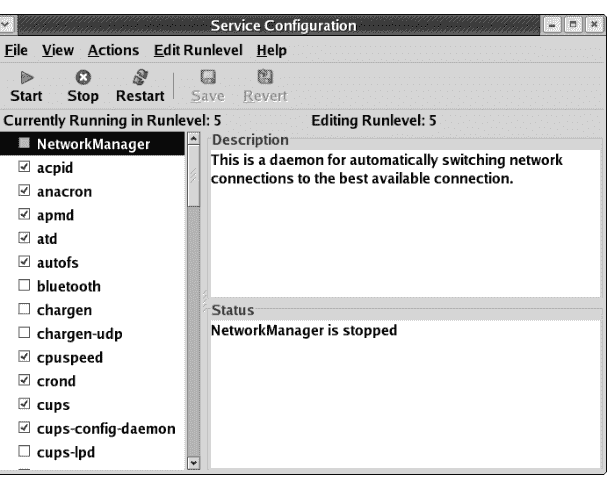 Service Configuration
File View Actions Edit Runlevel Help
Start Stop Restart Save Revert
Currently Running in Runlevel: 5 Editing Runlevel: 5
NetworkManager
acpid
anacron
apmd
atd
autofs
bluetooth
chargen
chargen-udp
cpuspeed
crond
cups
cups-config-daemon
cups-lpd
Description
This is a daemon for automatically switching network
connections to the best available connection.
Status
NetworkManager is stopped